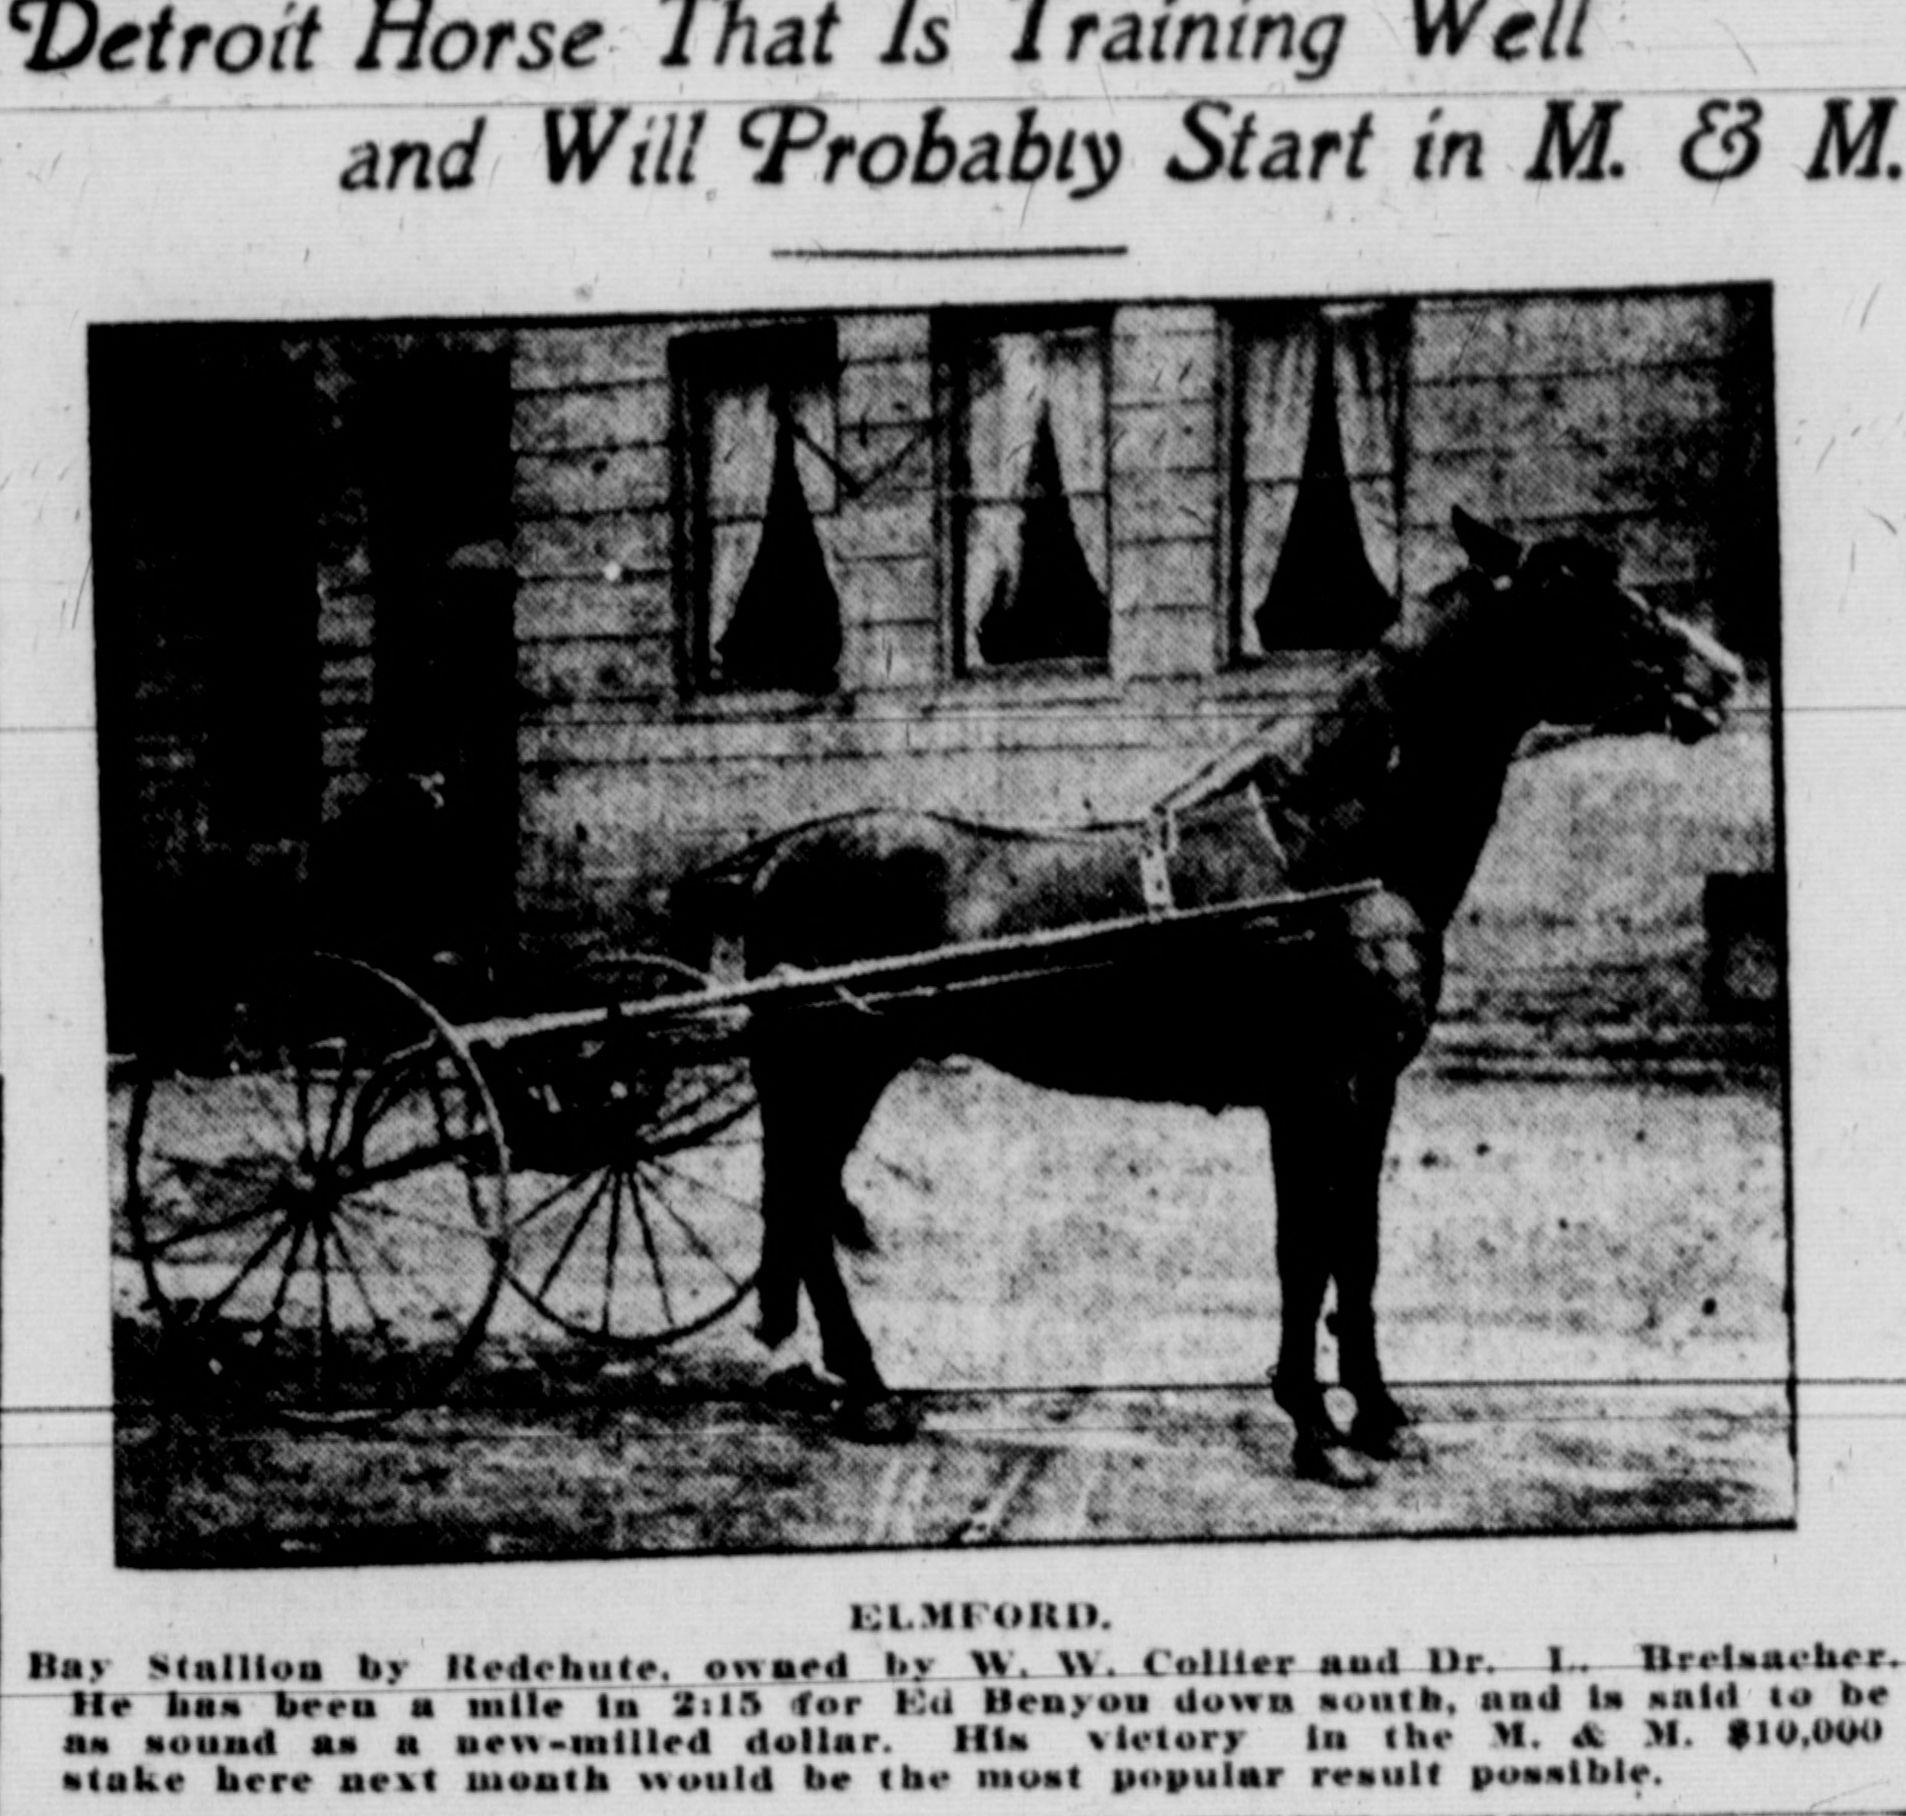 Detroit Horse That Is Training Well
and Will Probably Start in M. & M.
ELMFORD.
Bay Stallion by Redchute, owned by W. W. Collier and Dr. L. Breisacher.
He has been a mile in 2:15 for Ed Benyou down south, and is said to be
as sound as a new-milled dollar. His victory in the M. & M. $10,000
stake here next month would be the most popular result possible.